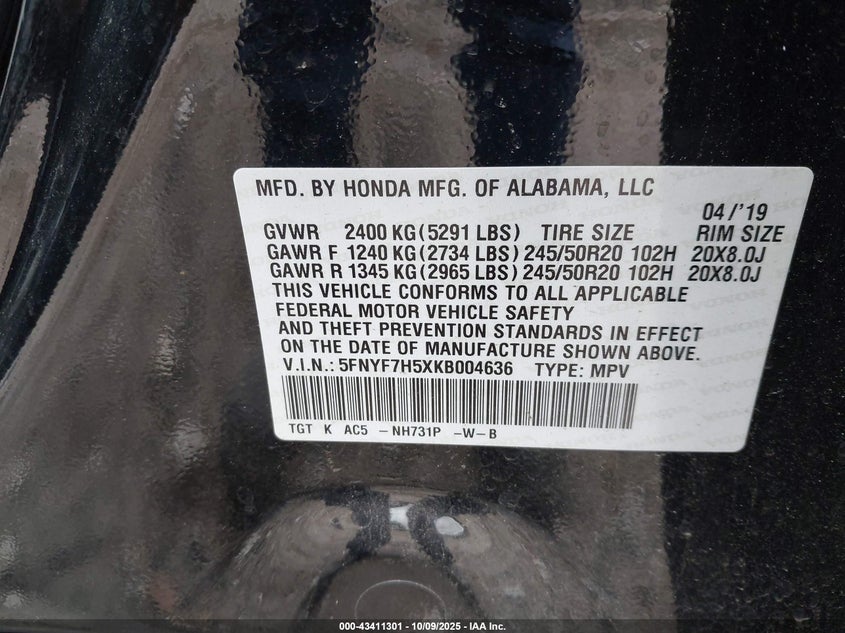 MFD. BY HONDA MFG. OF ALABAMA, LLC
04/'19
GVWR 2400 KG(5291 LBS) TIRE SIZE RIM SIZE
GAWR F 1240 KG(2734 LBS) 245/50R20 102H 20X8.0J
GAWR R 1345 KG(2965 LBS) 245/50R20 102H 20X8.0J
THIS VEHICLE CONFORMS TO ALL APPLICABLE
FEDERAL MOTOR VEHICLE SAFETY
AND THEFT PREVENTION STANDARDS IN EFFECT
ON THE DATE OF MANUFACTURE SHOWN ABOVE.
V.I.N.: 5FNYF7H5XKB004636 TYPE: MPV
TGT K AC5 -NH731P -W-B
000-43411301 - 10/09/2025 - IAA Inc.